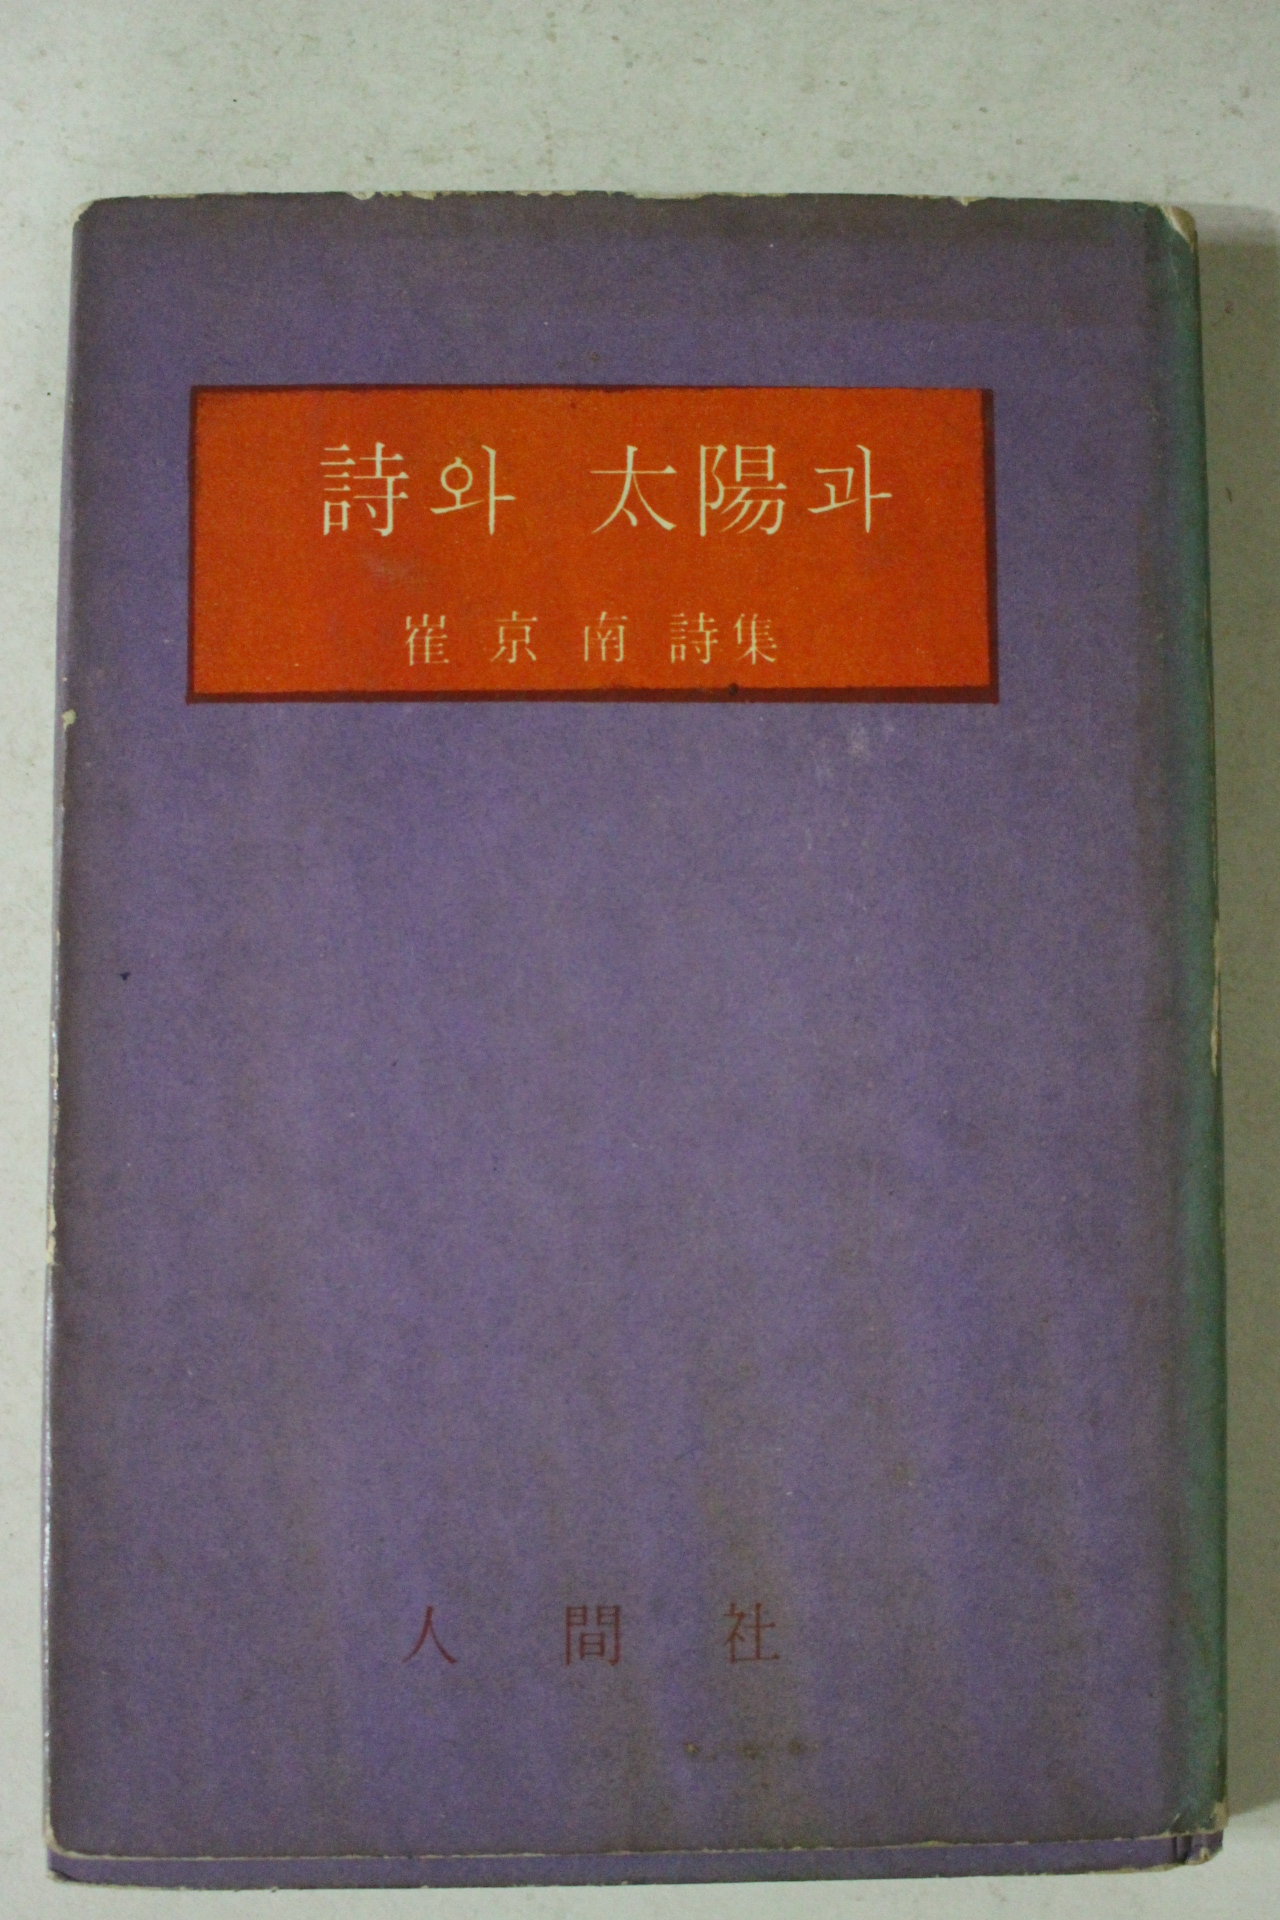 詩와 太陽과
崔京南 詩集
人間社